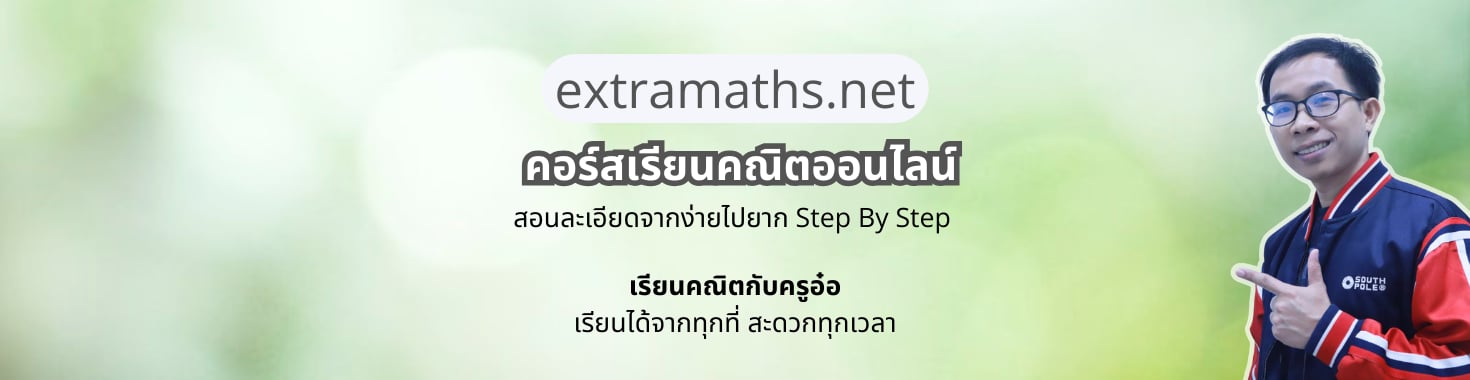 extramaths.net
คอร์สเรียนคณิตออนไลน์
สอนละเอียดจากง่ายไปยาก Step By Step
เรียนคณิตกับครูอ๋อ
เรียนได้จากทุกที่ สะดวกทุกเวลา
SOUTH
POLE